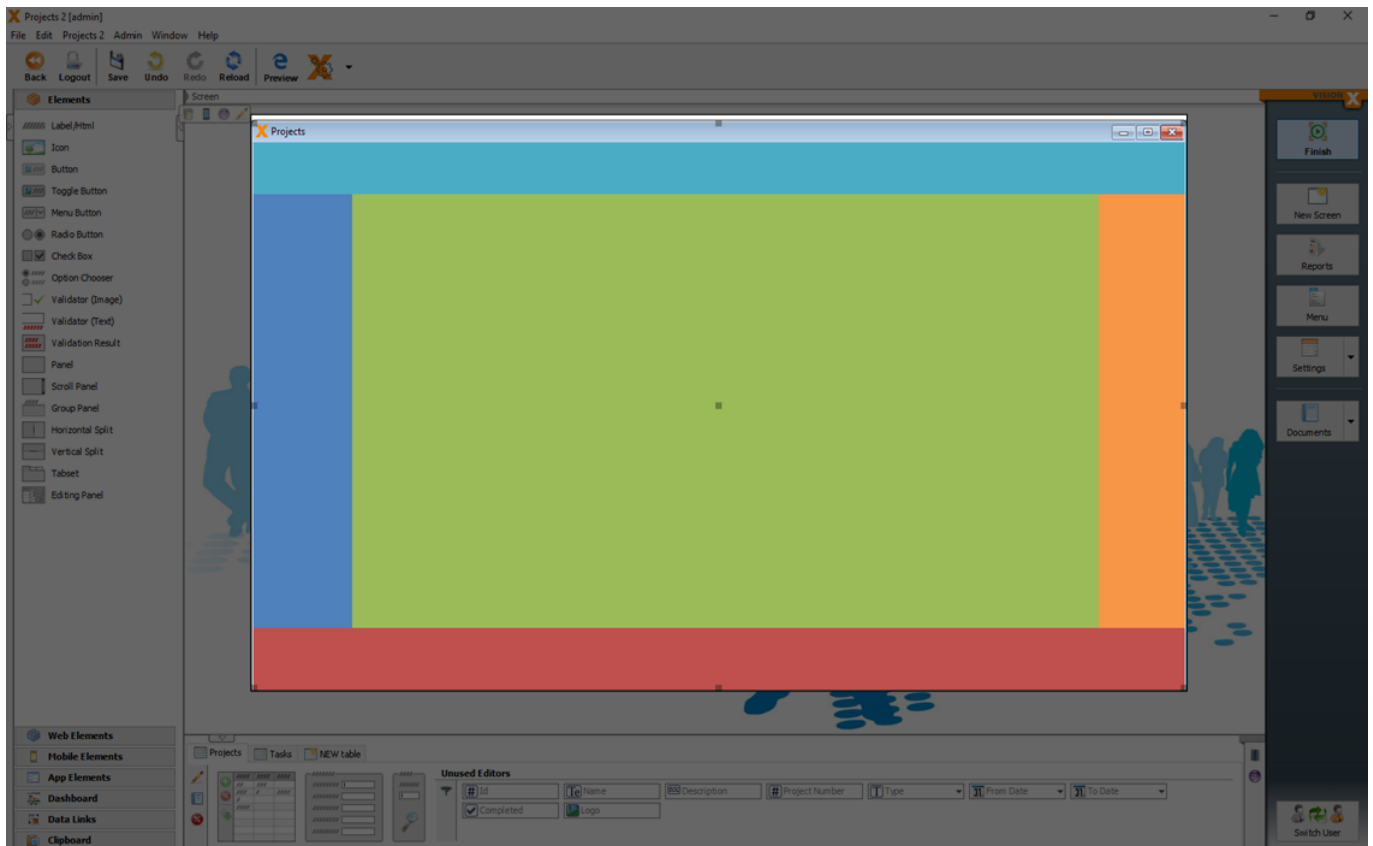 Projects 2 [admin]
File Edit Projects 2 Admin Window Help
Back Logout Save Undo Redo Reload Preview
Elements
Screen
VISION X
Label/Html
Icon
Button
Toggle Button
Menu Button
Radio Button
Check Box
Option Chooser
Validator (Image)
Validator (Text)
Validation Result
Panel
Scroll Panel
Group Panel
Horizontal Split
Vertical Split
Tabset
Editing Panel
Web Elements
Mobile Elements
App Elements
Dashboard
Data Links
Clipboard
Projects
Finish
New Screen
Reports
Menu
Settings
Documents
Switch User
Projects Tasks NEW table
Unused Editors
# Id Te Name Description # Project Number T Type 31 From Date 31 To Date
Completed Logo